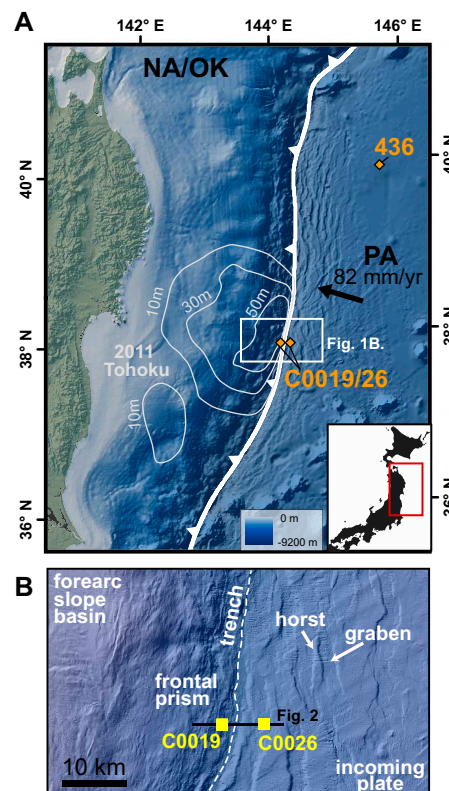 A
142° E
144° E
146° E
NA/OK
436
40° N
40° N
PA
82 mm/yr
10m
30m
50m
38° N
Fig. 1B.
2011
Tohoku
38° N
C0019/26
10m
36° N
0 m
-9200 m
36° N
B
forearc
slope
basin
trench
horst
graben
frontal
prism
Fig. 2
C0019
C0026
10 km
incoming
plate